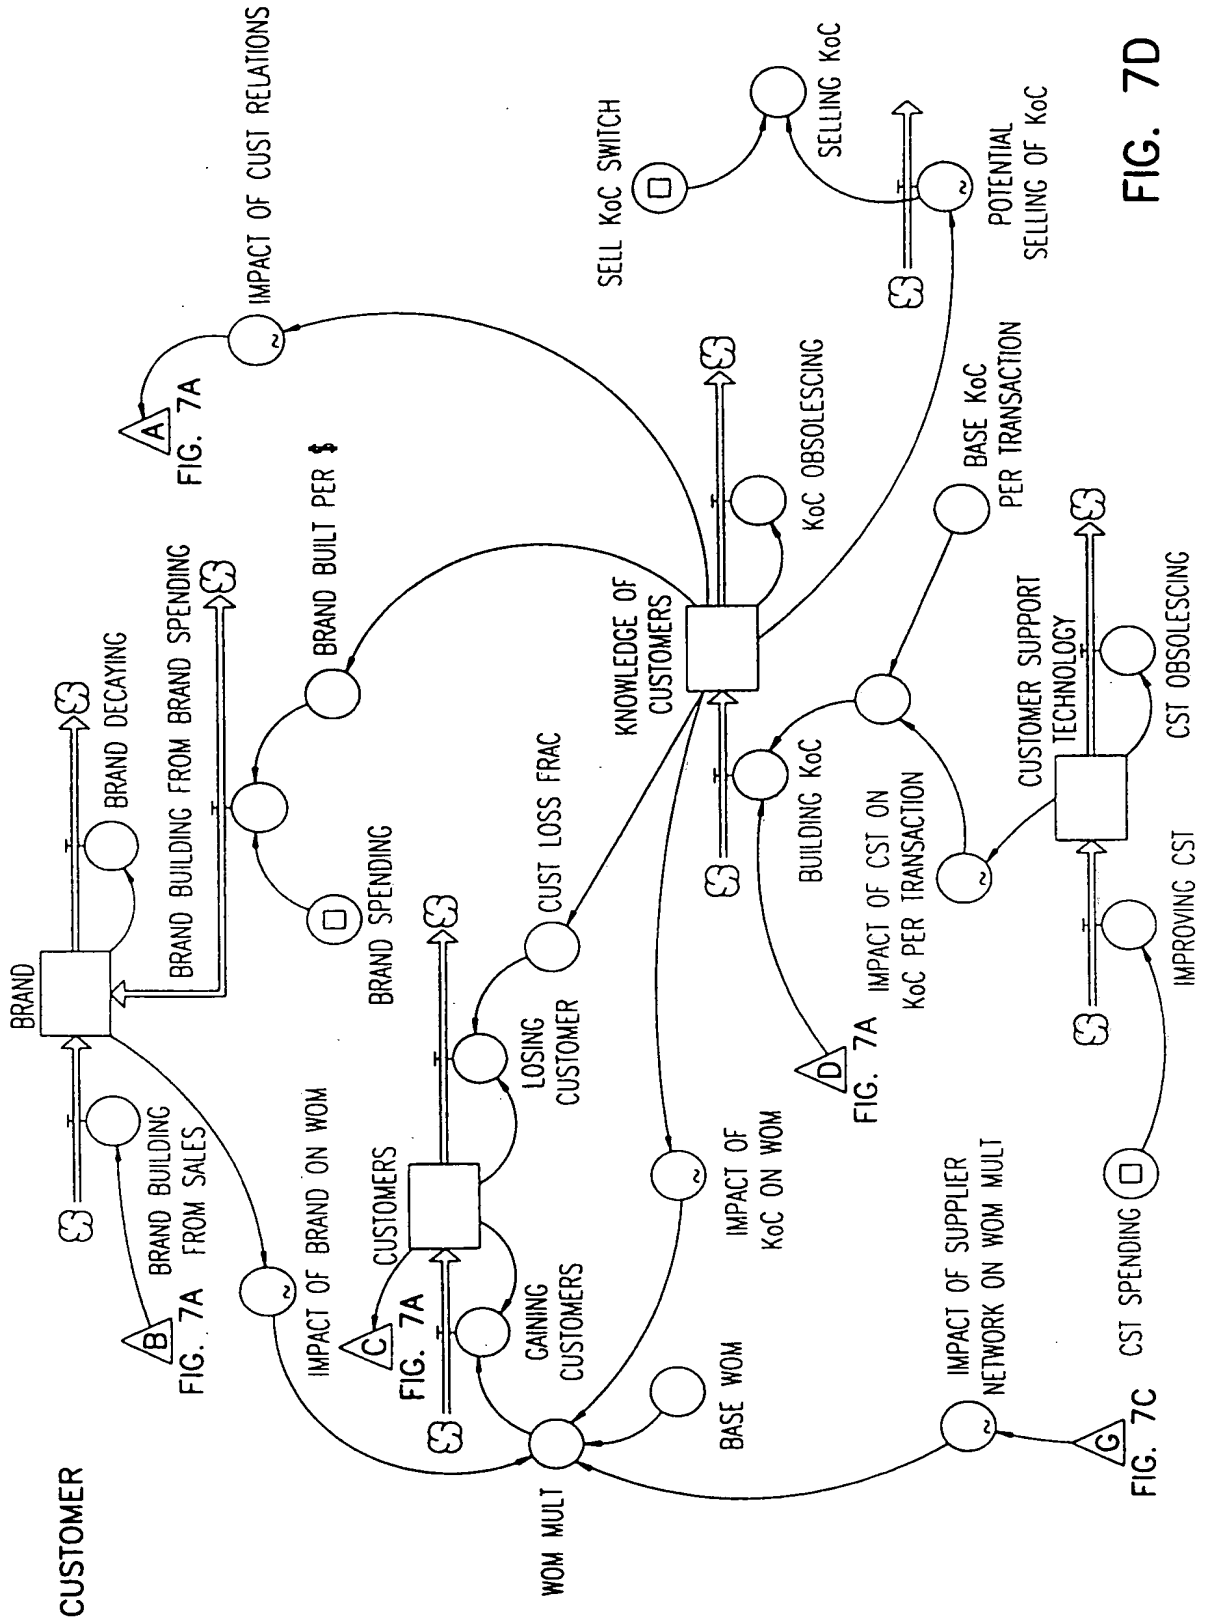 CUSTOMER
BRAND
BRAND DECAYING
BRAND BUILDING FROM BRAND SPENDING
BRAND BUILDING
FROM SALES
B
FIG. 7A
BRAND SPENDING
BRAND BUILT PER $
A
FIG. 7A
IMPACT OF CUST RELATIONS
~
IMPACT OF BRAND ON WOM
~
CUSTOMERS
C
FIG. 7A
GAINING
CUSTOMERS
LOSING
CUSTOMER
CUST LOSS FRAC
WOM MULT
BASE WOM
IMPACT OF
KoC ON WOM
~
KNOWLEDGE OF
CUSTOMERS
KoC OBSOLESCING
BUILDING KoC
D
FIG. 7A
SELL KoC SWITCH
SELLING KoC
POTENTIAL
SELLING OF KoC
~
BASE KoC
PER TRANSACTION
IMPACT OF CST ON
KoC PER TRANSACTION
~
CUSTOMER SUPPORT
TECHNOLOGY
CST OBSOLESCING
IMPROVING CST
CST SPENDING
IMPACT OF SUPPLIER
NETWORK ON WOM MULT
~
G
FIG. 7C
FIG. 7D